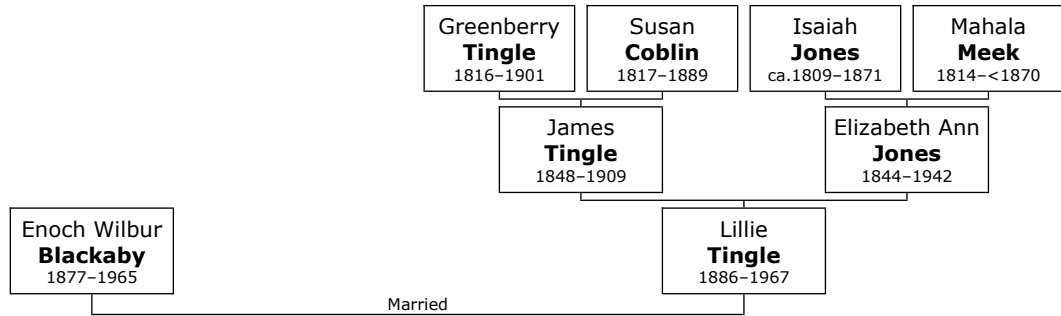 Greenberry
Tingle
1816–1901
Susan
Coblin
1817–1889
Isaiah
Jones
ca.1809–1871
Mahala
Meek
1814–<1870
James
Tingle
1848–1909
Elizabeth Ann
Jones
1844–1942
Enoch Wilbur
Blackaby
1877–1965
Lillie
Tingle
1886–1967
Married